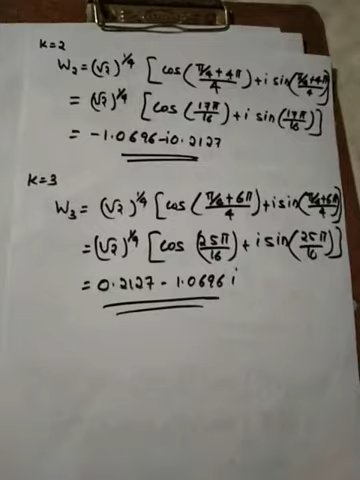 K=2
W₂ = (√2)^1/4 [cos((π/4+4π)/4) + i sin((π/4+4π)/4)]
= (√2)^1/4 [cos(17π/16) + i sin(17π/16)]
= -1.0696-i0.2127
K=3
W₃ = (√2)^1/4 [cos((π/4+6π)/4) + i sin((π/4+6π)/4)]
= (√2)^1/4 [cos(25π/16) + i sin(25π/16)]
= 0.2127 - 1.0696 i